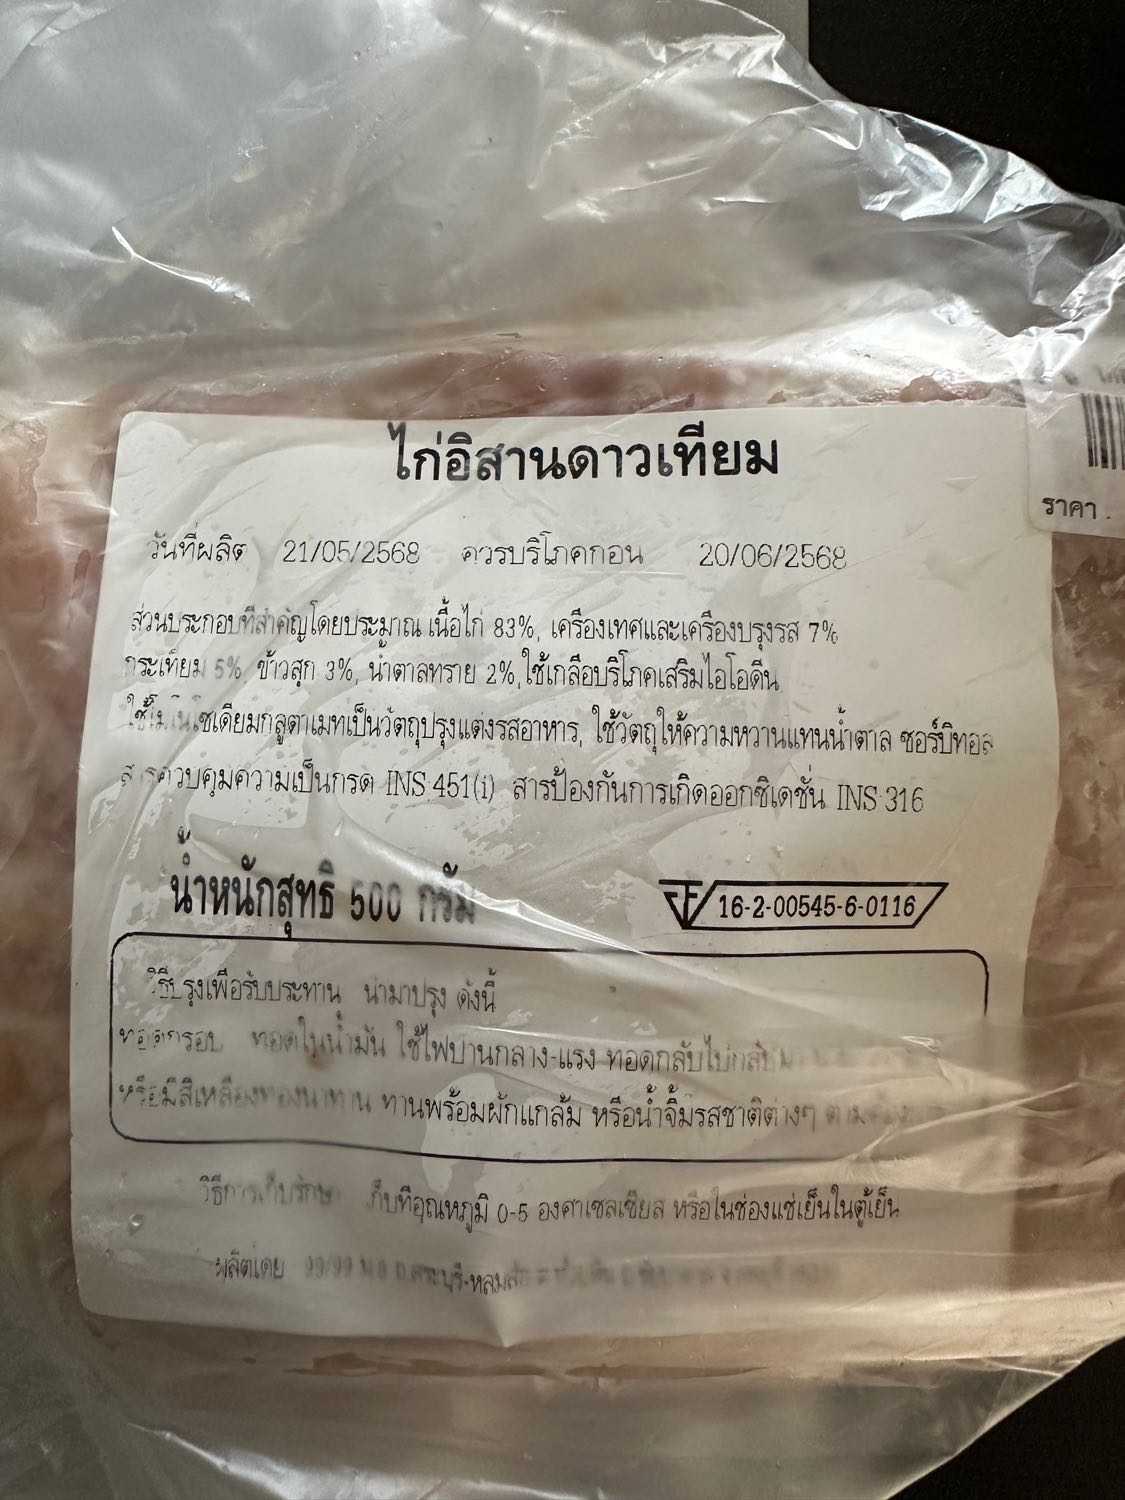 ไก่อิสานดาวเทียม
วันที่ผลิต 21/05/2568 ควรบริโภคก่อน 20/06/2568
ราคา
ส่วนประกอบที่สำคัญโดยประมาณ เนื้อไก่ 83%, เครื่องเทศและเครื่องปรุงรส 7%
กระเทียม 5%, ข้าวสุก 3%, น้ำตาลทราย 2%,ใช้เกลือบริโภคเสริมไอโอดีน
ใช้โมโนโซเดียมกลูตาเมทเป็นวัตถุปรุงแต่งรสอาหาร, ใช้วัตถุให้ความหวานแทนน้ำตาล ซอร์บิทอล
สารควบคุมความเป็นกรด INS 451(i) สารป้องกันการเกิดออกซิเดชั่น INS 316
น้ำหนักสุทธิ 500 กรัม
16-2-00545-6-0116
วิธีปรุงเพื่อรับประทาน นำมาปรุง ดังนี้
ทอดกรอบ ทอดในน้ำมัน ใช้ไฟปานกลาง-แรง ทอดกลับไปกลับมา
หรือมีสีเหลืองทองน่าทาน ทานพร้อมผักแกล้ม หรือน้ำจิ้มรสชาติต่างๆ
วิธีการเก็บรักษา เก็บที่อุณหภูมิ 0-5 องศาเซลเซียส หรือในช่องแช่เย็นในตู้เย็น
ผลิตโดย 99/99